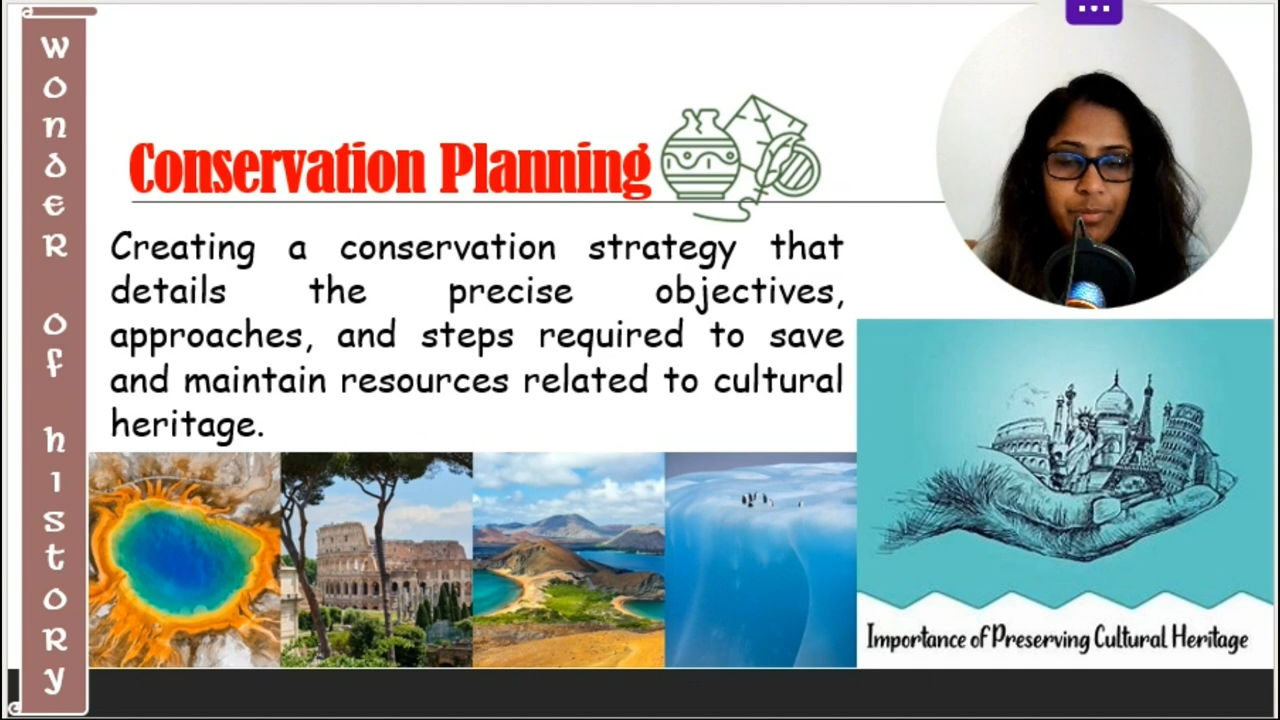 WONDER OF HISTORY
Conservation Planning
Creating a conservation strategy that
details the precise objectives,
approaches, and steps required to save
and maintain resources related to cultural
heritage.
Importance of Preserving Cultural Heritage